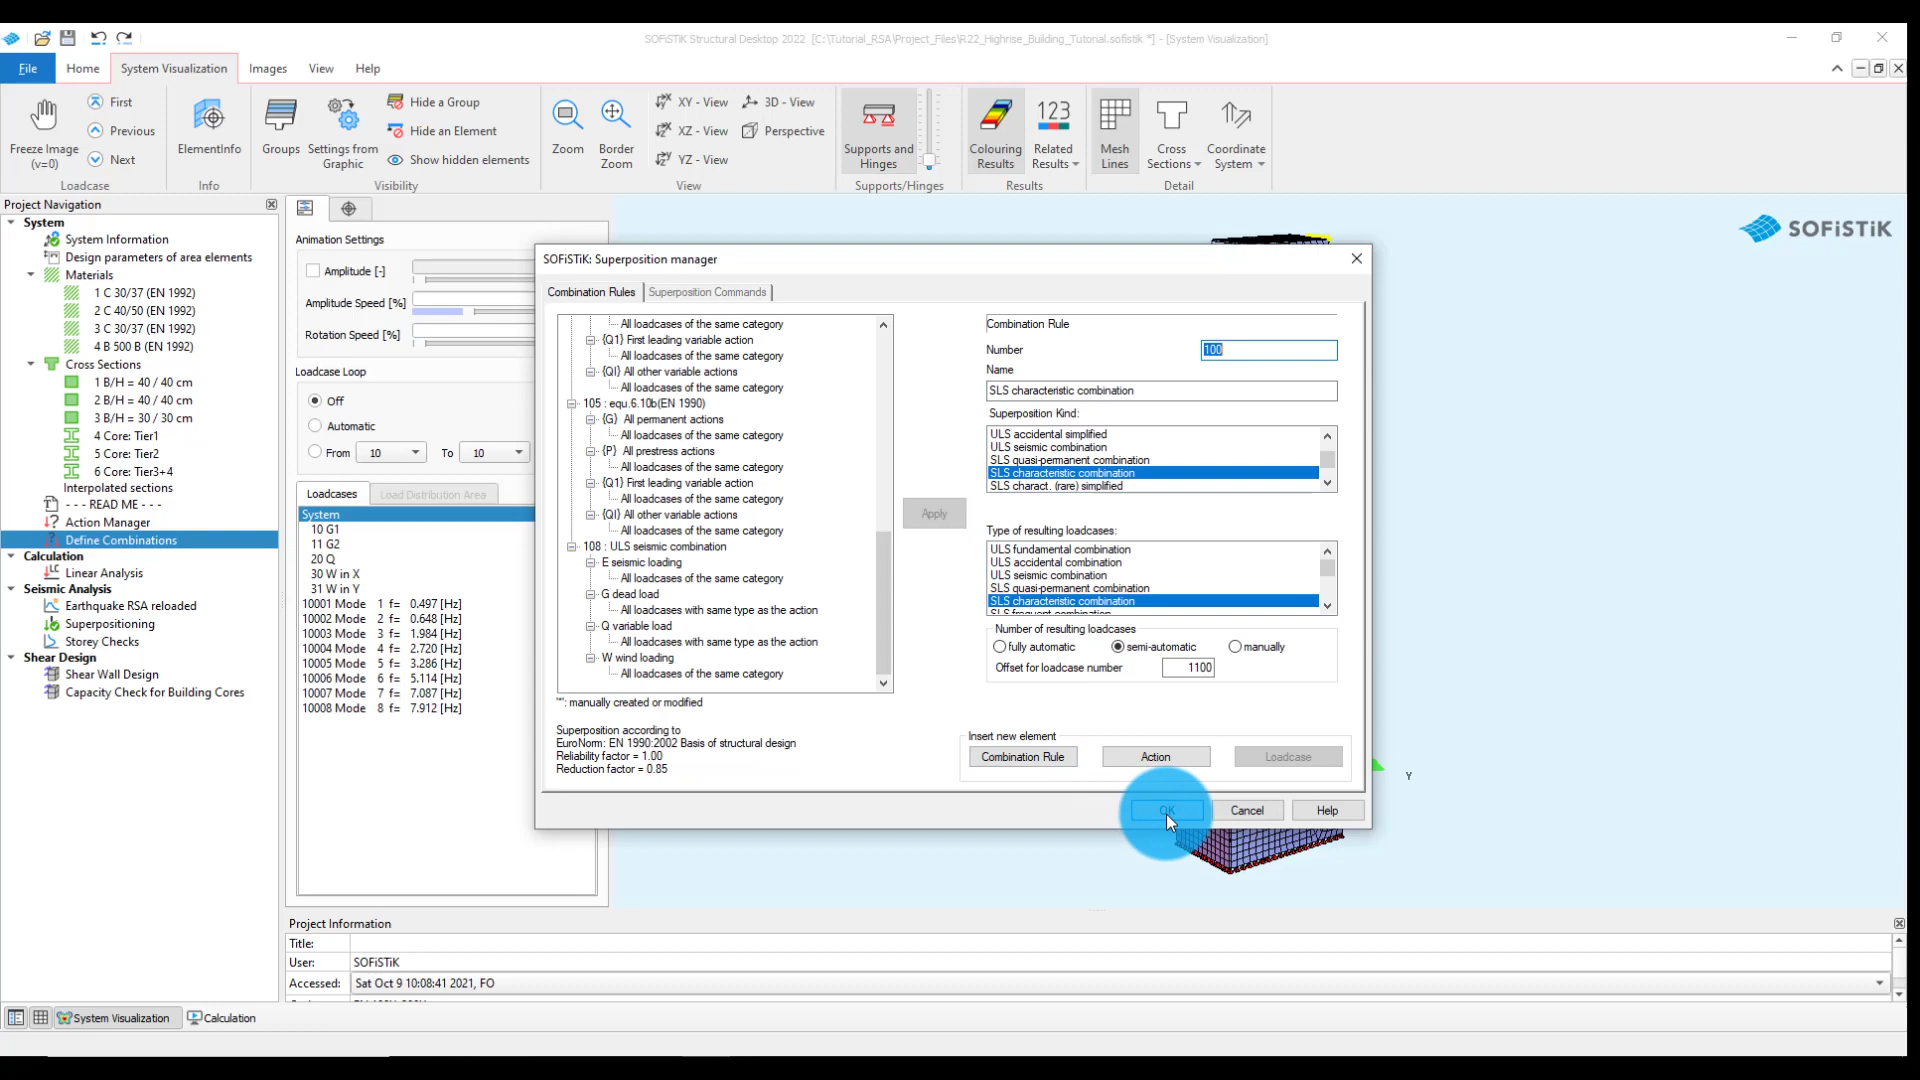 SOFiSTiK Structural Desktop 2022 [C:\Tutorial_RSA\Project_Files\R22_Highrise_Building_Tutorial.sofistik *] - [System Visualization]
File
Home
System Visualization
Images
View
Help
Freeze Image
(v=0)
First
Previous
Next
Loadcase
ElementInfo
Info
Groups
Settings from
Graphic
Hide a Group
Hide an Element
Show hidden elements
Visibility
Zoom
Border
Zoom
XY - View
XZ - View
YZ - View
3D - View
Perspective
View
Supports and
Hinges
Supports/Hinges
Colouring
Results
123
Related
Results
Results
Mesh
Lines
Cross
Sections
Coordinate
System
Detail
Project Navigation
System
System Information
Design parameters of area elements
Materials
1 C 30/37 (EN 1992)
2 C 40/50 (EN 1992)
3 C 30/37 (EN 1992)
4 B 500 B (EN 1992)
Cross Sections
1 B/H = 40 / 40 cm
2 B/H = 40 / 40 cm
3 B/H = 30 / 30 cm
4 Core: Tier1
5 Core: Tier2
6 Core: Tier3+4
Interpolated sections
- - - READ ME - - -
Action Manager
Define Combinations
Calculation
Linear Analysis
Seismic Analysis
Earthquake RSA reloaded
Superpositioning
Storey Checks
Shear Design
Shear Wall Design
Capacity Check for Building Cores
Animation Settings
Amplitude [-]
Amplitude Speed [%]
Rotation Speed [%]
Loadcase Loop
Off
Automatic
From 10 To 10
Loadcases
Load Distribution Area
System
10 G1
11 G2
20 Q
30 W in X
31 W in Y
10001 Mode 1 f= 0.497 [Hz]
10002 Mode 2 f= 0.648 [Hz]
10003 Mode 3 f= 1.984 [Hz]
10004 Mode 4 f= 2.720 [Hz]
10005 Mode 5 f= 3.286 [Hz]
10006 Mode 6 f= 5.114 [Hz]
10007 Mode 7 f= 7.087 [Hz]
10008 Mode 8 f= 7.912 [Hz]
SOFiSTiK
SOFiSTiK: Superposition manager
Combination Rules
Superposition Commands
All loadcases of the same category
{Q1} First leading variable action
All loadcases of the same category
{QI} All other variable actions
All loadcases of the same category
105 : equ.6.10b(EN 1990)
{G} All permanent actions
All loadcases of the same category
{P} All prestress actions
All loadcases of the same category
{Q1} First leading variable action
All loadcases of the same category
{QI} All other variable actions
All loadcases of the same category
108 : ULS seismic combination
E seismic loading
All loadcases of the same category
G dead load
All loadcases with same type as the action
Q variable load
All loadcases with same type as the action
W wind loading
All loadcases of the same category
'*': manually created or modified
Superposition according to
EuroNorm: EN 1990:2002 Basis of structural design
Reliability factor = 1.00
Reduction factor = 0.85
Apply
Combination Rule
Number
100
Name
SLS characteristic combination
Superposition Kind:
ULS accidental simplified
ULS seismic combination
SLS quasi-permanent combination
SLS characteristic combination
SLS charact. (rare) simplified
Type of resulting loadcases:
ULS fundamental combination
ULS accidental combination
ULS seismic combination
SLS quasi-permanent combination
SLS characteristic combination
SLS frequent combination
Number of resulting loadcases
fully automatic
semi-automatic
manually
Offset for loadcase number
1100
Insert new element
Combination Rule
Action
Loadcase
OK
Cancel
Help
Y
Project Information
Title:
User: SOFiSTiK
Accessed: Sat Oct 9 10:08:41 2021, FO
System Visualization
Calculation